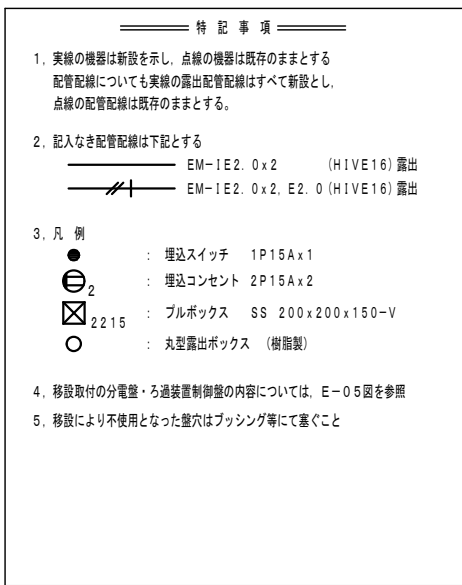 特 記 事 項
1, 実線の機器は新設を示し, 点線の機器は既存のままとする
配管配線についても実線の露出配管配線はすべて新設とし,
点線の配管配線は既存のままとする。
2, 記入なき配管配線は下記とする
EM-IE2. 0x2 (HIVE16) 露出
EM-IE2. 0x2, E2. 0 (HIVE16) 露出
3, 凡 例
: 埋込スイッチ 1P15Ax1
2 : 埋込コンセント 2P15Ax2
2215 : プルボックス SS 200x200x150-V
: 丸型露出ボックス (樹脂製)
4, 移設取付の分電盤・ろ過装置制御盤の内容については, E-05図を参照
5, 移設により不使用となった盤穴はブッシング等にて塞ぐこと